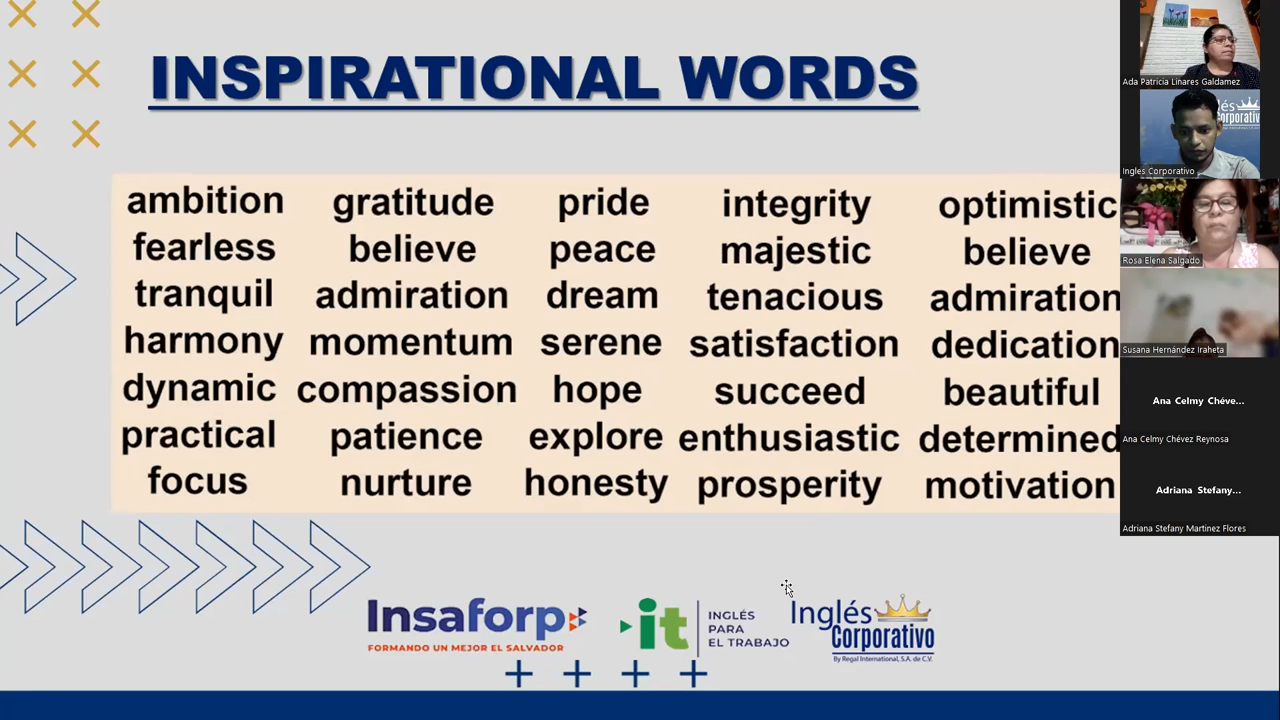 INSPIRATIONAL WORDS
ambition gratitude pride integrity optimistic
fearless believe peace majestic believe
tranquil admiration dream tenacious admiration
harmony momentum serene satisfaction dedication
dynamic compassion hope succeed beautiful
practical patience explore enthusiastic determined
focus nurture honesty prosperity motivation
Insaforp
FORMANDO UN MEJOR EL SALVADOR
it
INGLÉS
PARA
EL TRABAJO
Inglés
Corporativo
By Regal International, S.A. de C.V.
Ada Patricia Linares Galdamez
és
Corporativo
Ingles Corporativo
Rosa Elena Salgado
Susana Hernández Iraheta
Ana Celmy Chéve...
Ana Celmy Chévez Reynosa
Adriana Stefany...
Adriana Stefany Martinez Flores